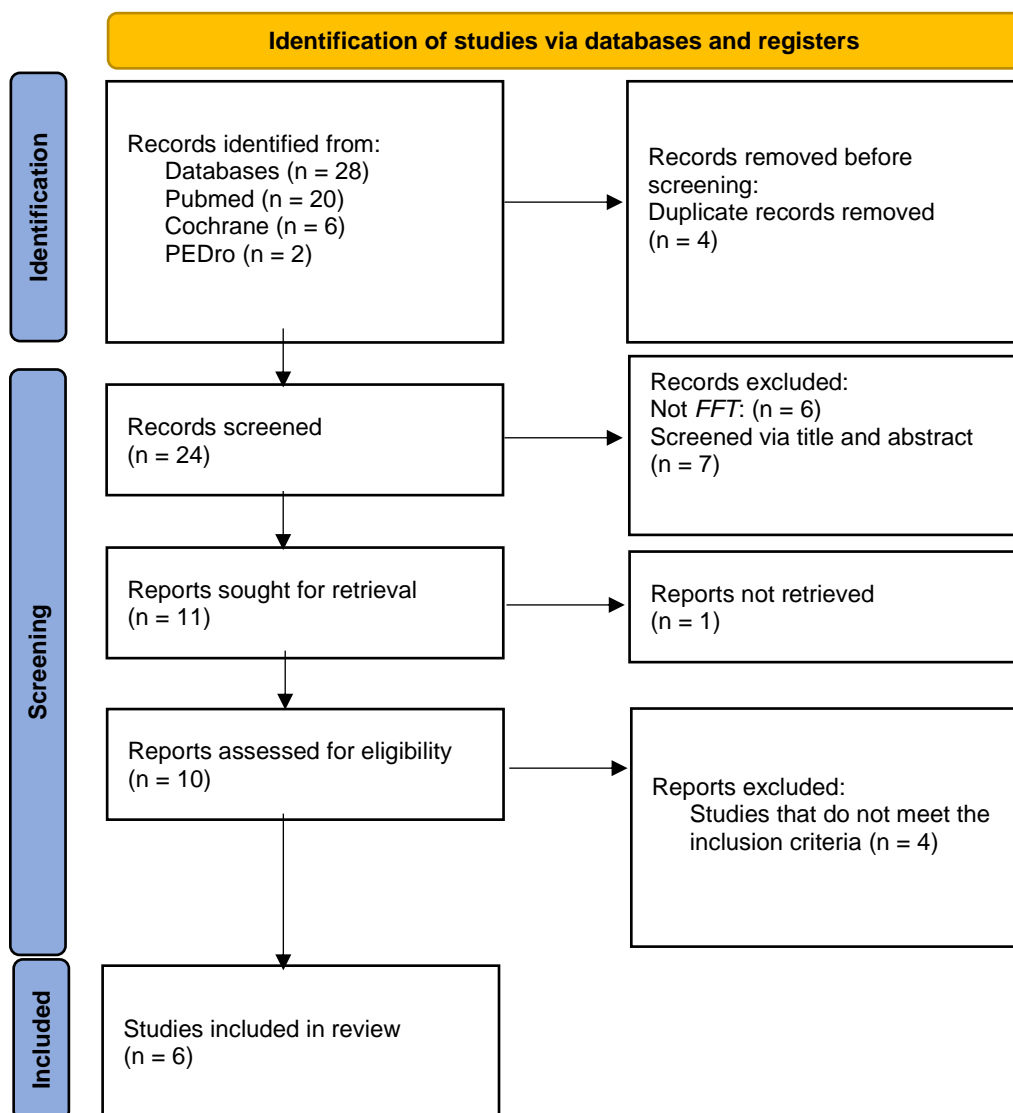 Identification of studies via databases and registers
Identification
Records identified from:
Databases (n = 28)
Pubmed (n = 20)
Cochrane (n = 6)
PEDro (n = 2)
Records removed before
screening:
Duplicate records removed
(n = 4)
Screening
Records screened
(n = 24)
Records excluded:
Not FFT: (n = 6)
Screened via title and abstract
(n = 7)
Reports sought for retrieval
(n = 11)
Reports not retrieved
(n = 1)
Reports assessed for eligibility
(n = 10)
Reports excluded:
Studies that do not meet the
inclusion criteria (n = 4)
Included
Studies included in review
(n = 6)